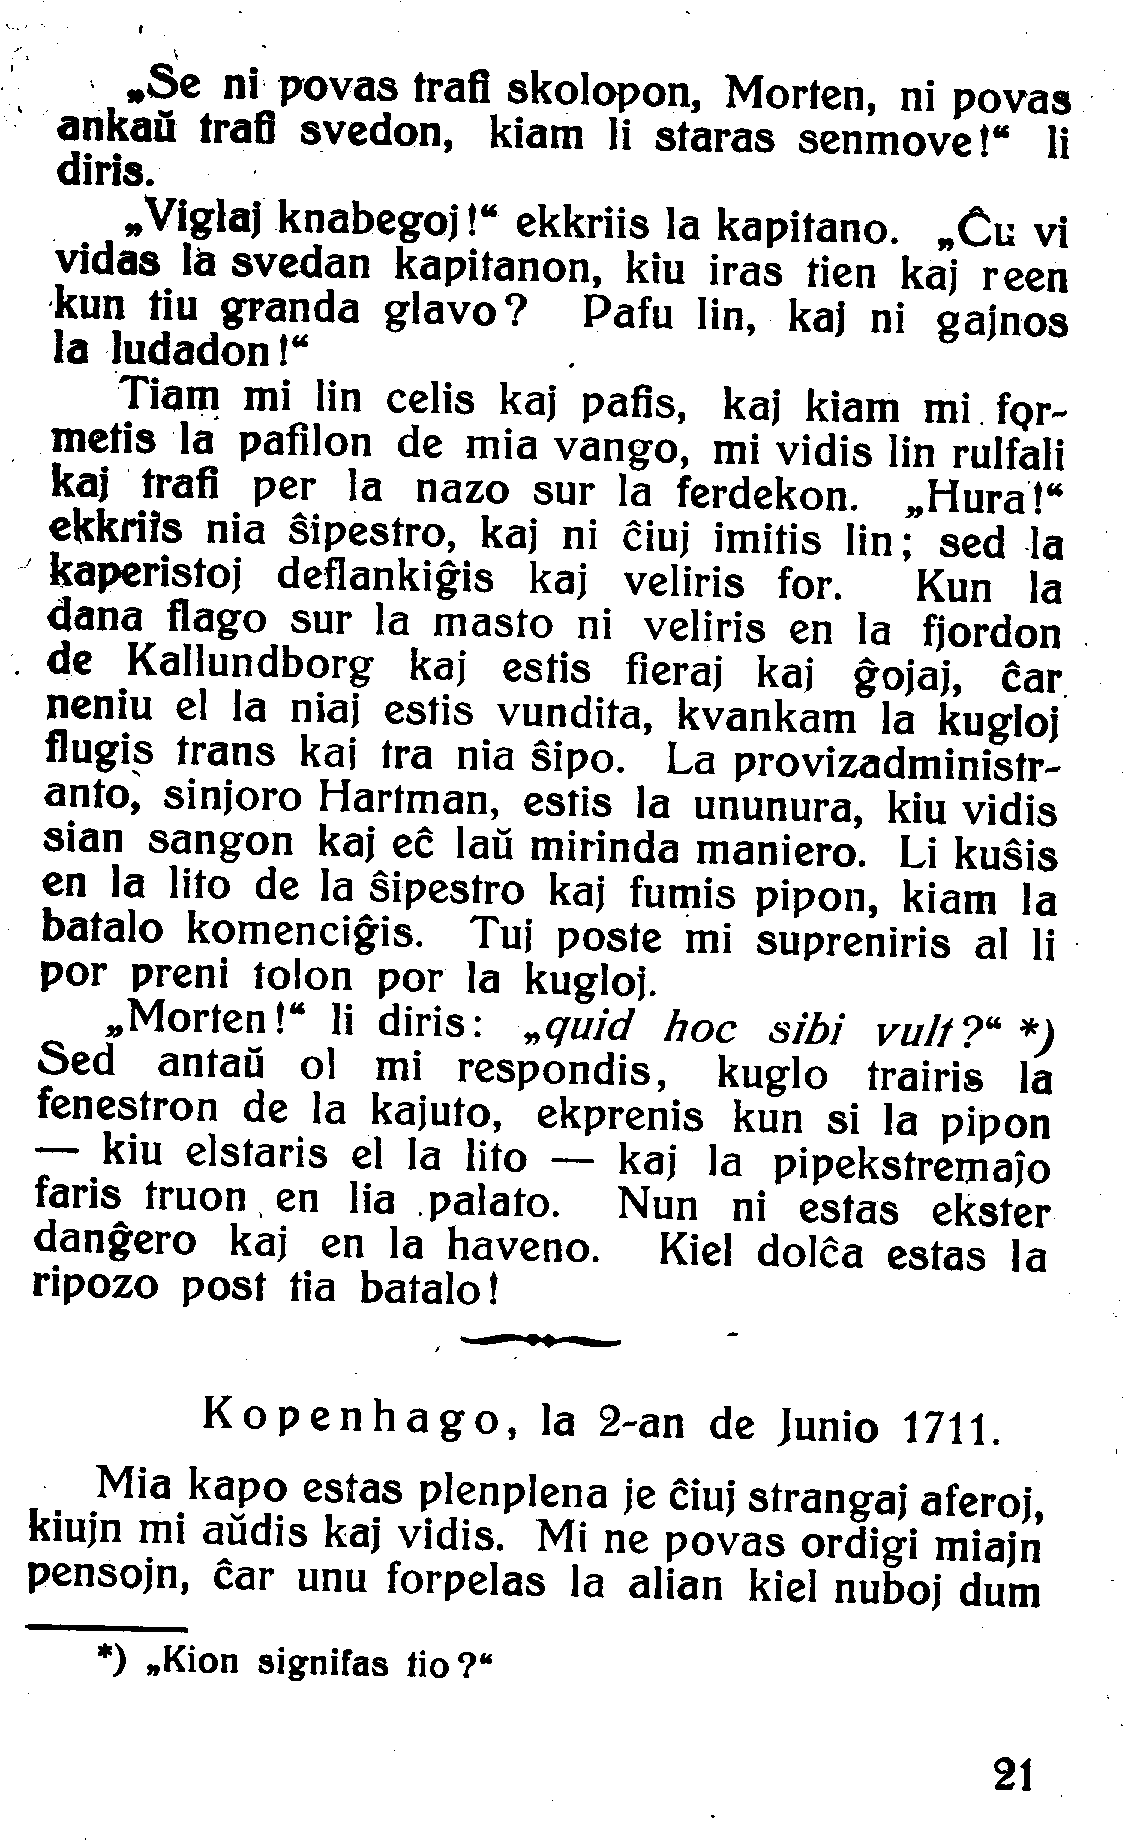 „Se ni povas trafi skolopon, Morten, ni povas
ankaŭ trafi svedon, kiam li staras senmove!“ li
diris.
„Viglaj knabegoj!“ ekkriis la kapitano. „Ĉu vi
vidas la svedan kapitanon, kiu iras tien kaj reen
kun tiu granda glavo? Pafu lin, kaj ni gajnos
la ludadon!“
Tiam mi lin celis kaj pafis, kaj kiam mi for-
metis la pafilon de mia vango, mi vidis lin rulfali
kaj trafi per la nazo sur la ferdekon. „Hura!“
ekkriis nia ŝipestro, kaj ni ĉiuj imitis lin; sed la
kaperistoj deflankiĝis kaj veliris for. Kun la
dana flago sur la masto ni veliris en la fjordon
de Kallundborg kaj estis fieraj kaj ĝojaj, ĉar
neniu el la niaj estis vundita, kvankam la kugloj
flugis trans kaj tra nia ŝipo. La provizadministr-
anto, sinjoro Hartman, estis la ununura, kiu vidis
sian sangon kaj eĉ laŭ mirinda maniero. Li kuŝis
en la lito de la ŝipestro kaj fumis pipon, kiam la
batalo komenciĝis. Tuj poste mi supreniris al li
por preni tolon por la kugloj.
„Morten!“ li diris: „quid hoc sibi vult?“ *)
Sed antaŭ ol mi respondis, kuglo trairis la
fenestron de la kajuto, ekprenis kun si la pipon
— kiu elstaris el la lito — kaj la pipekstremaĵo
faris truon en lia palato. Nun ni estas ekster
danĝero kaj en la haveno. Kiel dolĉa estas la
ripozo post tia batalo!
Kopenhago, la 2-an de Junio 1711.
Mia kapo estas plenplena je ĉiuj strangaj aferoj,
kiujn mi aŭdis kaj vidis. Mi ne povas ordigi miajn
pensojn, ĉar unu forpelas la alian kiel nuboj dum
*) „Kion signifas tio?“
21